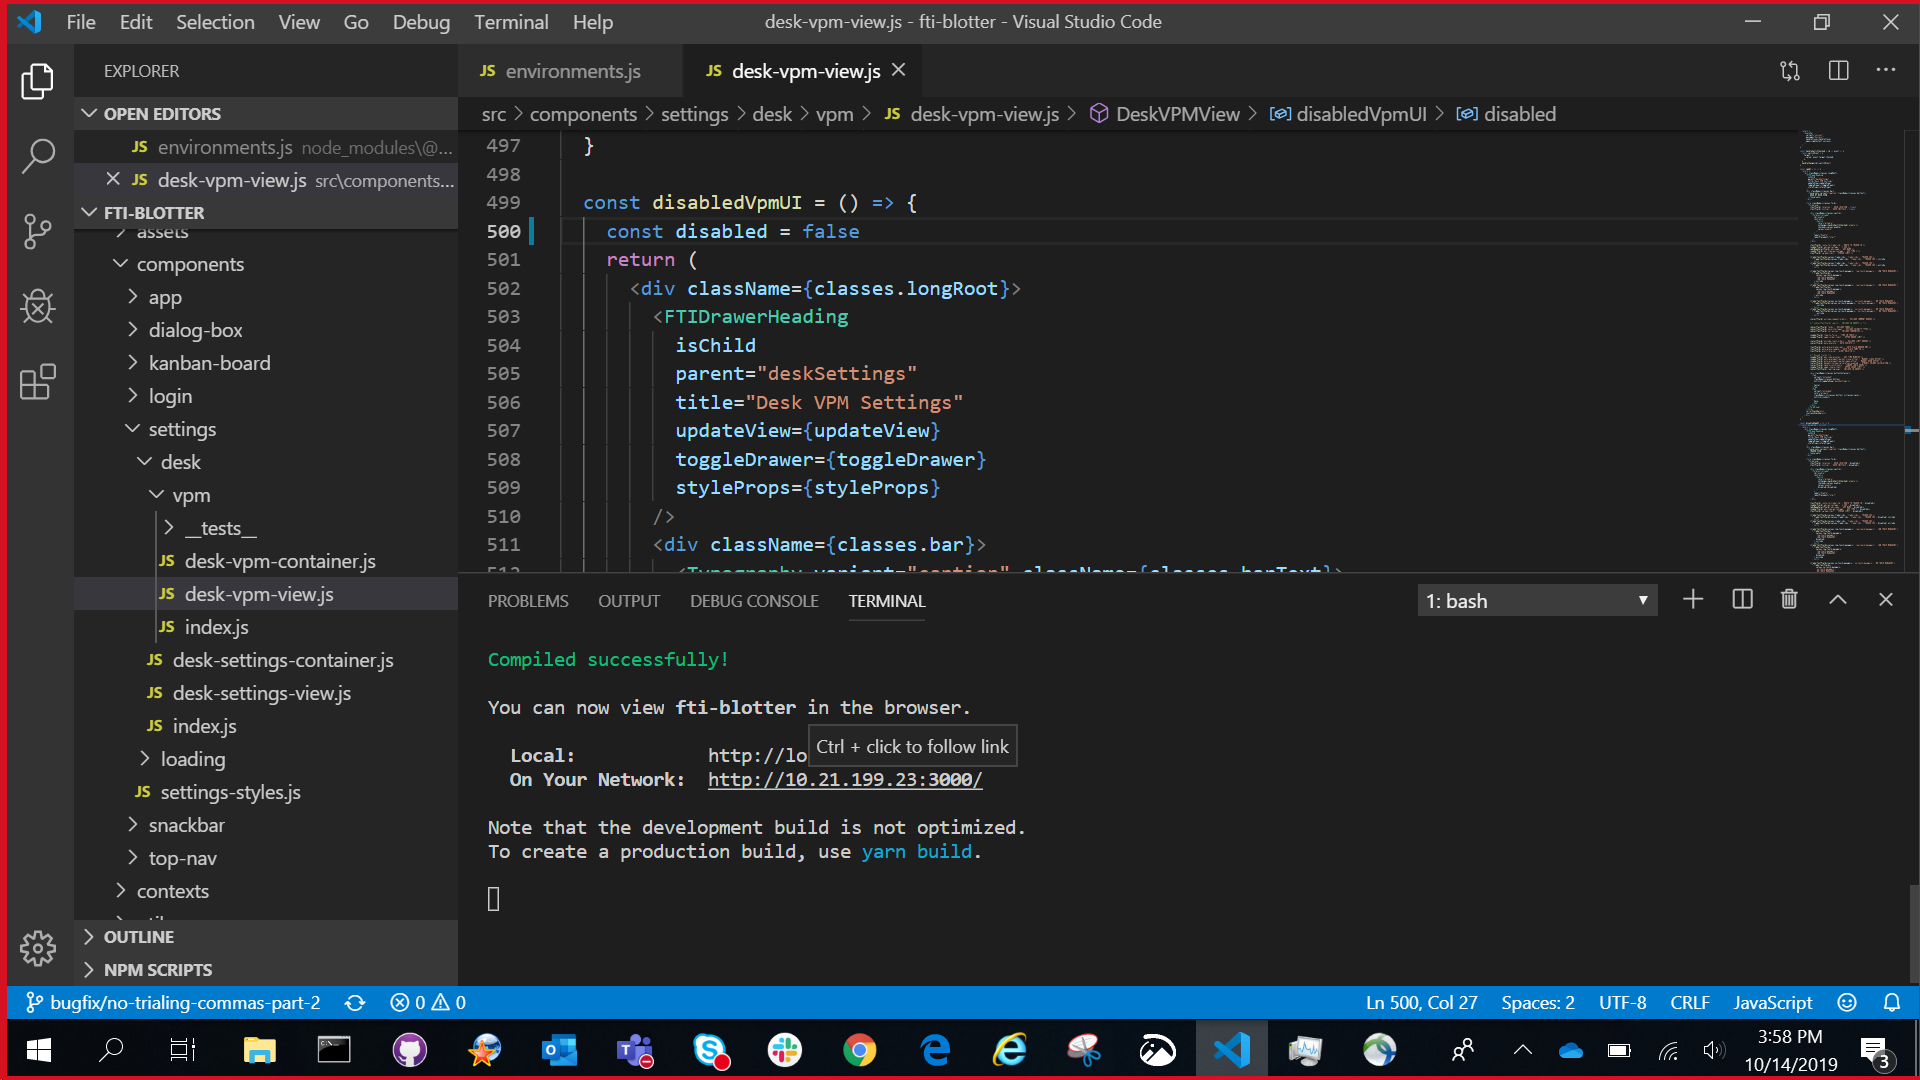 File Edit Selection View Go Debug Terminal Help
desk-vpm-view.js - fti-blotter - Visual Studio Code
EXPLORER
JS environments.js
JS desk-vpm-view.js
OPEN EDITORS
JS environments.js node_modules\@...
JS desk-vpm-view.js src\components...
FTI-BLOTTER
assets
components
app
dialog-box
kanban-board
login
settings
desk
vpm
__tests__
JS desk-vpm-container.js
JS desk-vpm-view.js
JS index.js
JS desk-settings-container.js
JS desk-settings-view.js
JS index.js
loading
JS settings-styles.js
snackbar
top-nav
contexts
OUTLINE
NPM SCRIPTS
src > components > settings > desk > vpm > JS desk-vpm-view.js > DeskVPMView > disabledVpmUI > disabled
497 }
498
499 const disabledVpmUI = () => {
500 const disabled = false
501 return (
502 <div className={classes.longRoot}>
503 <FTIDrawerHeading
504 isChild
505 parent="deskSettings"
506 title="Desk VPM Settings"
507 updateView={updateView}
508 toggleDrawer={toggleDrawer}
509 styleProps={styleProps}
510 />
511 <div className={classes.bar}>
512 <Typography variant="caption" className={classes.barText}>
PROBLEMS OUTPUT DEBUG CONSOLE TERMINAL
1: bash
Compiled successfully!
You can now view fti-blotter in the browser.
Ctrl + click to follow link
Local: http://lo
On Your Network: http://10.21.199.23:3000/
Note that the development build is not optimized.
To create a production build, use yarn build.
bugfix/no-trialing-commas-part-2 0 0
Ln 500, Col 27 Spaces: 2 UTF-8 CRLF JavaScript
3:58 PM
10/14/2019
3